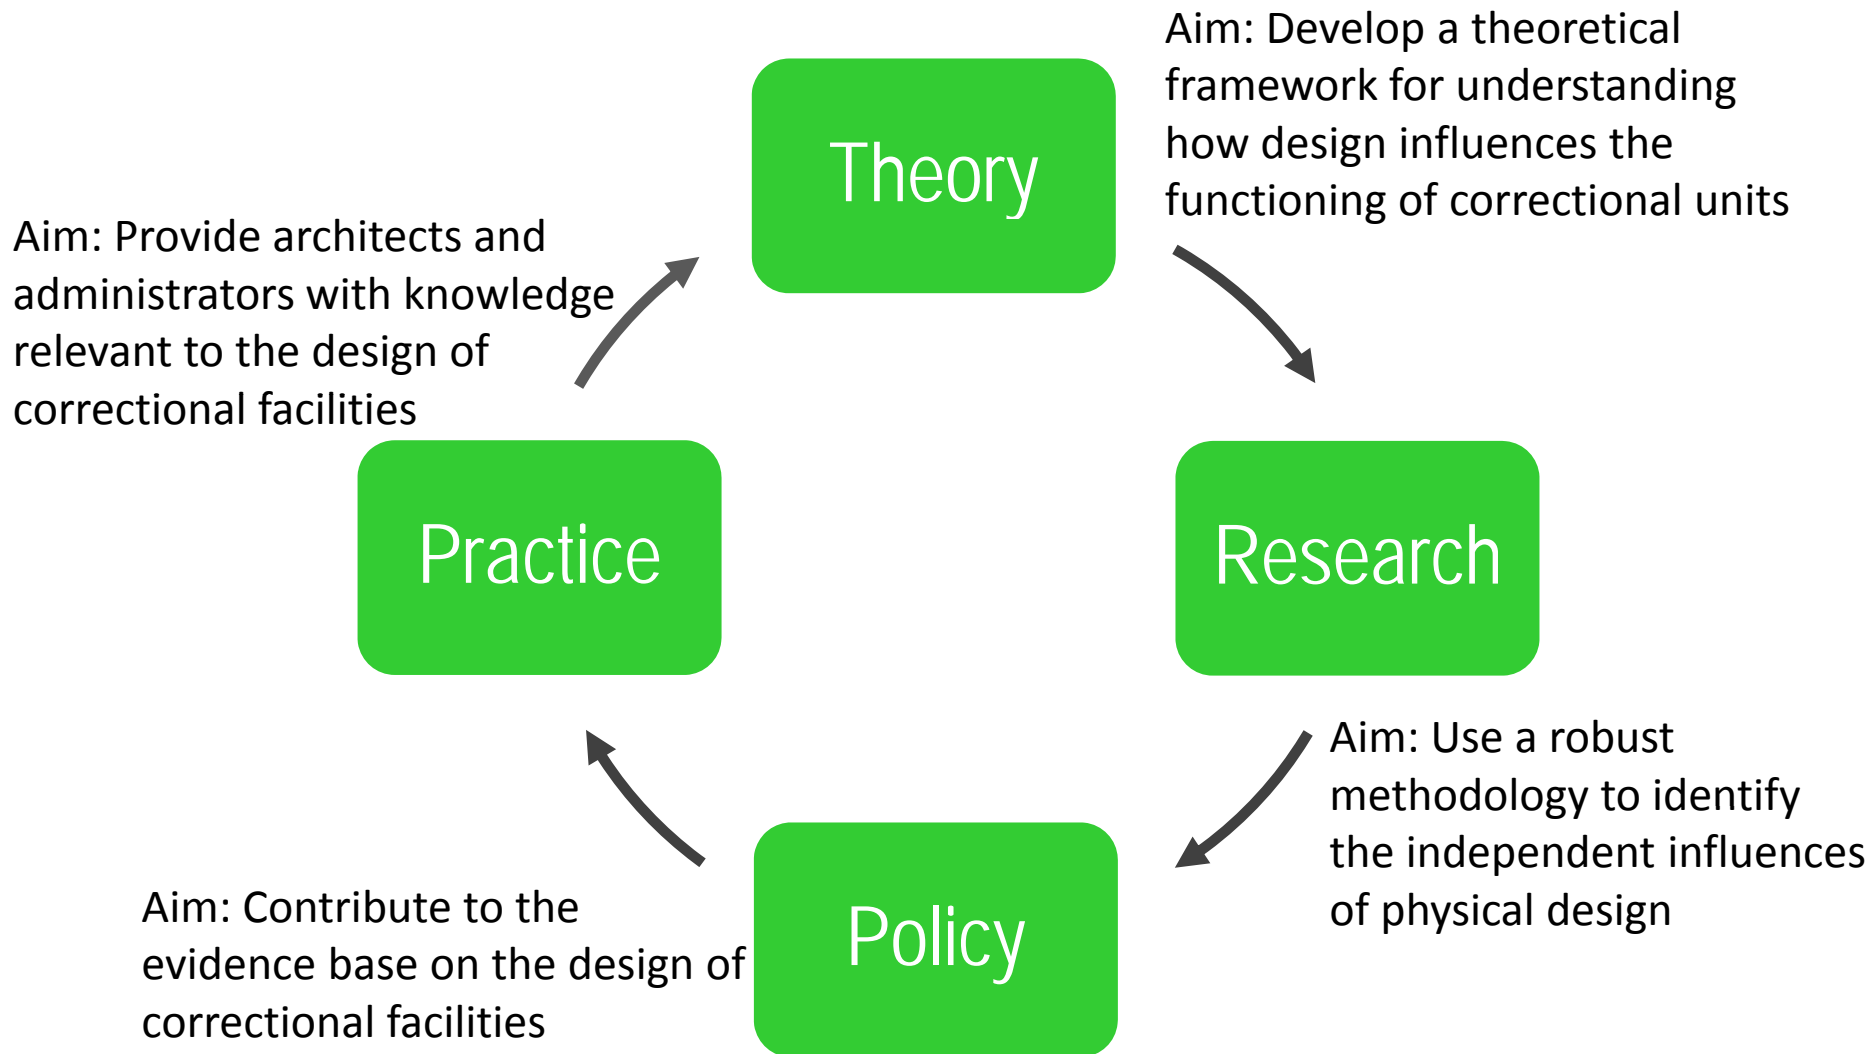 Theory
Aim: Develop a theoretical
framework for understanding
how design influences the
functioning of correctional units
Research
Aim: Use a robust
methodology to identify
the independent influences
of physical design
Policy
Aim: Contribute to the
evidence base on the design of
correctional facilities
Practice
Aim: Provide architects and
administrators with knowledge
relevant to the design of
correctional facilities